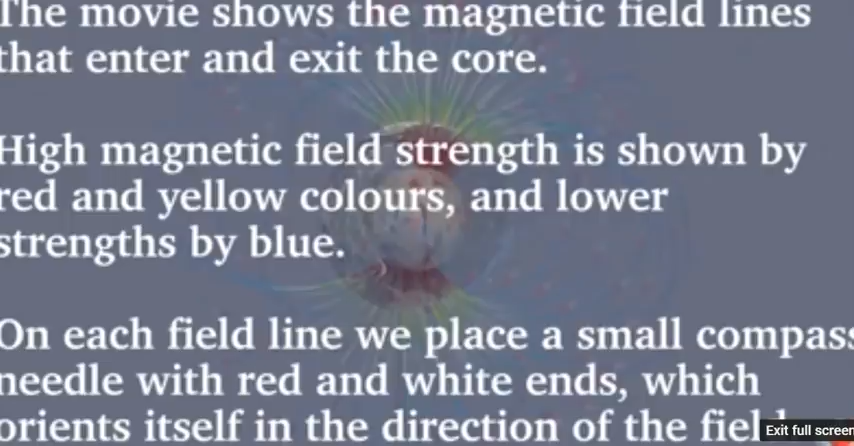 The movie shows the magnetic field lines
that enter and exit the core.
High magnetic field strength is shown by
red and yellow colours, and lower
strengths by blue.
On each field line we place a small compass
needle with red and white ends, which
orients itself in the direction of the field.
Exit full screen